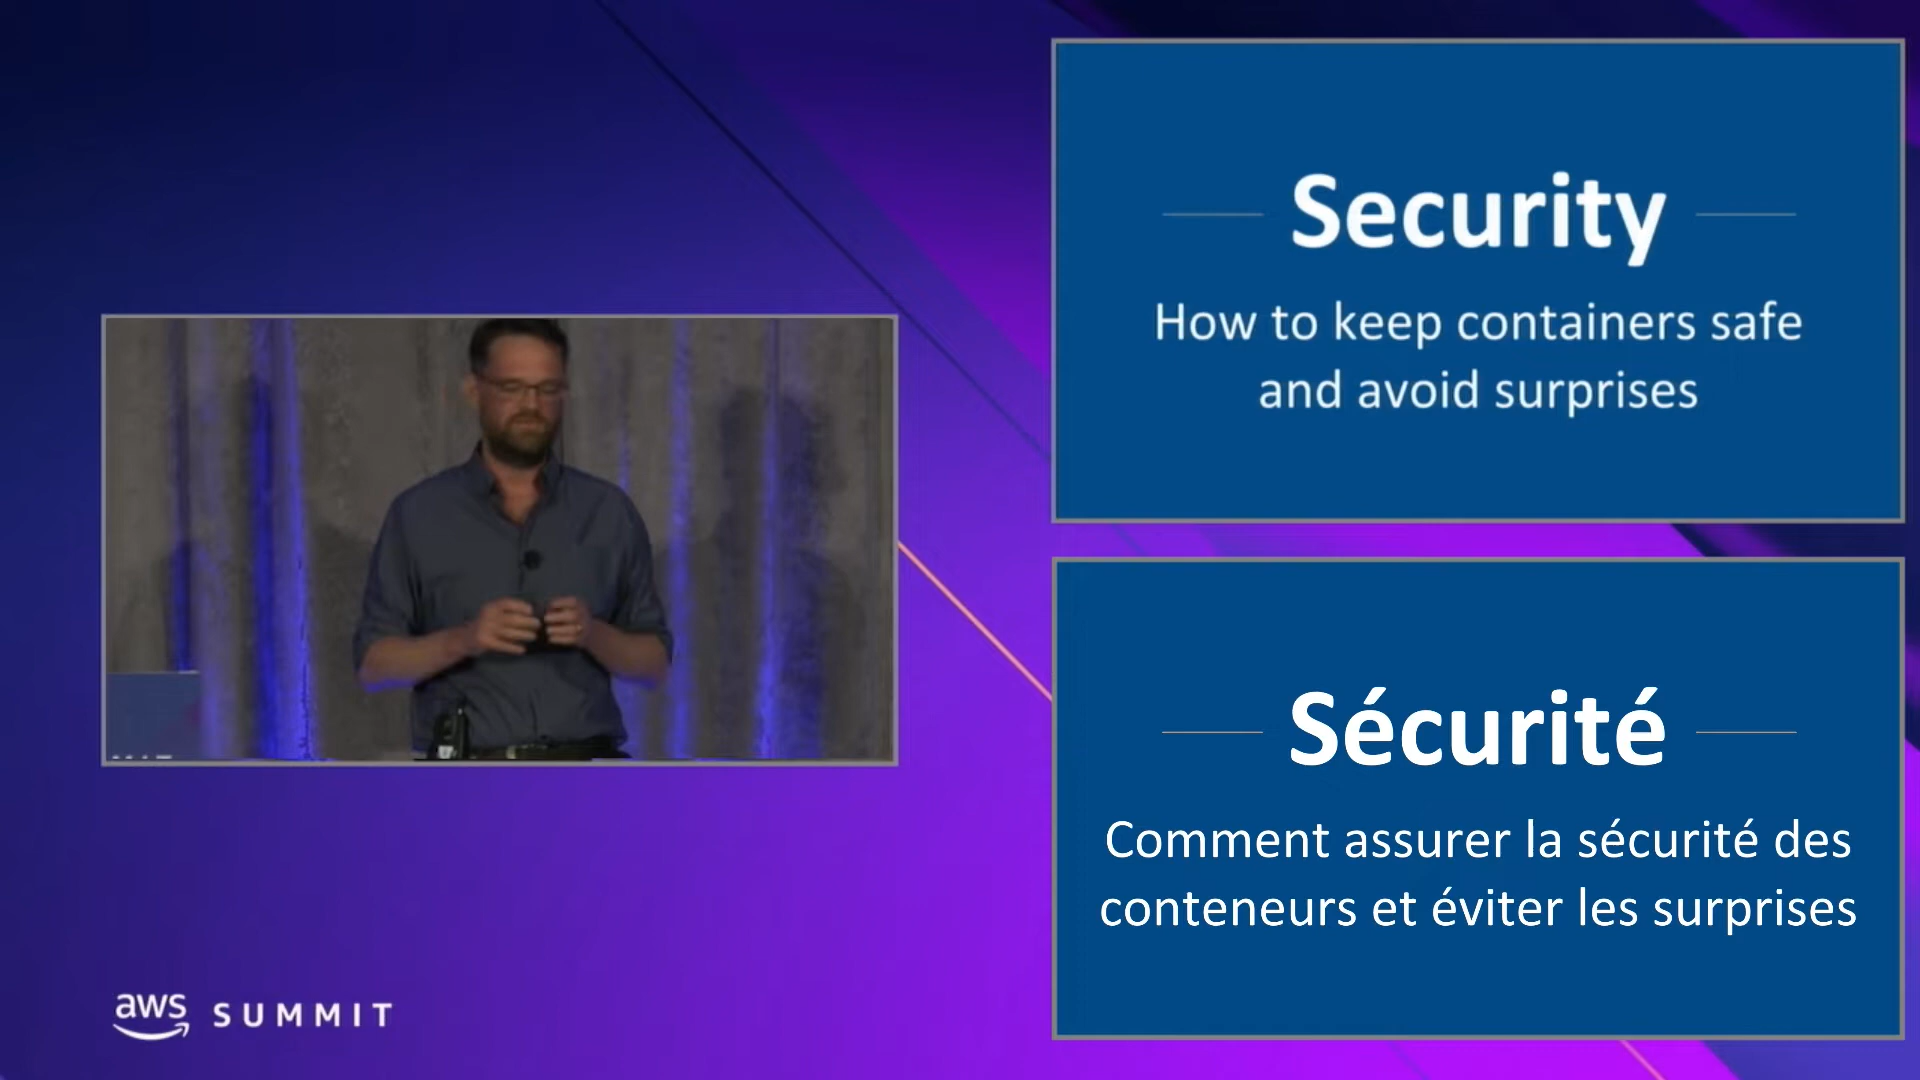 Security
How to keep containers safe
and avoid surprises
Sécurité
Comment assurer la sécurité des
conteneurs et éviter les surprises
aws SUMMIT